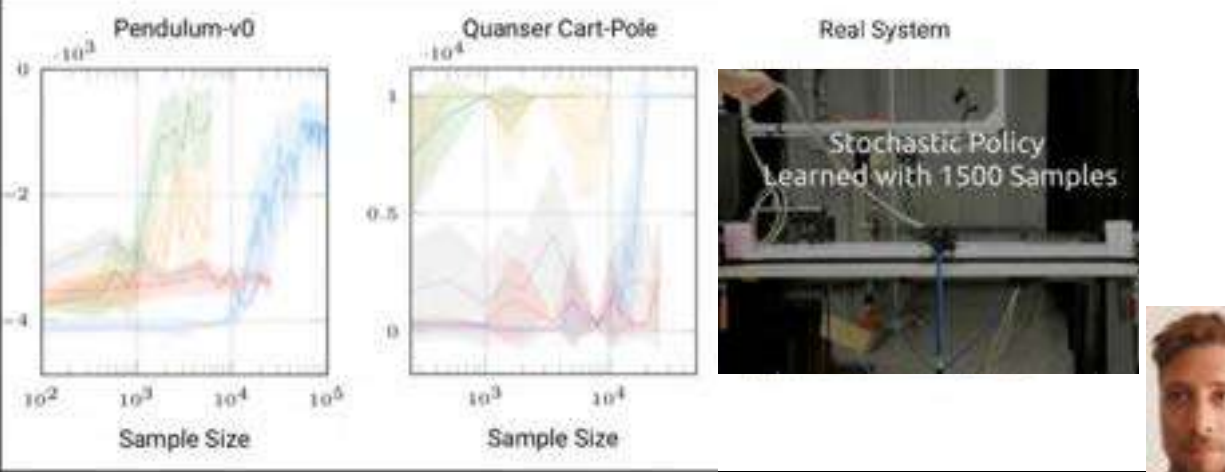 Pendulum-v0
·10³
0
−2
−4
10²
10³
10⁴
10⁵
Sample Size
Quanser Cart-Pole
·10⁴
1
0.5
0
10³
10⁴
Sample Size
Real System
Stochastic Policy
Learned with 1500 Samples